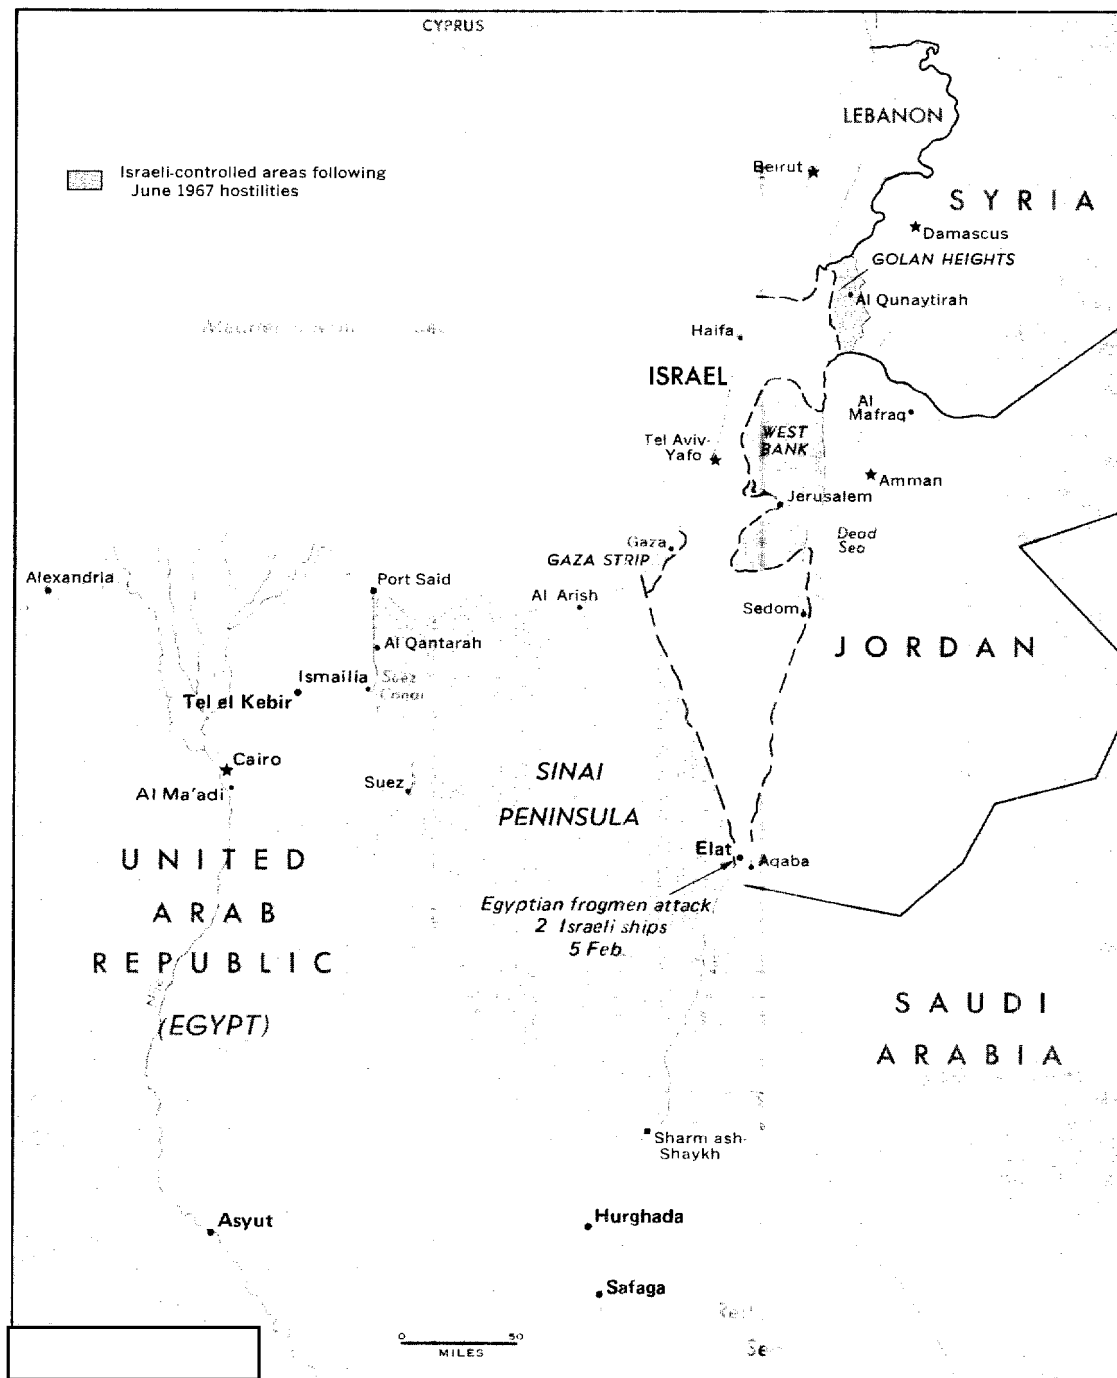 CYPRUS
LEBANON
Beirut
Israeli-controlled areas following
June 1967 hostilities
SYRIA
Damascus
GOLAN HEIGHTS
Al Qunaytirah
Haifa
ISRAEL
Al
Mafraq
WEST
BANK
Tel Aviv-
Yafo
Amman
Jerusalem
Dead
Sea
Gaza
GAZA STRIP
Alexandria
Port Said
Al Arish
Sedom
Al Qantarah
JORDAN
Ismailia
Suez
Canal
Tel el Kebir
Cairo
SINAI
PENINSULA
Suez
Al Ma'adi
Elat
Aqaba
UNITED
ARAB
REPUBLIC
(EGYPT)
Egyptian frogmen attack
2 Israeli ships
5 Feb.
SAUDI
ARABIA
Sharm ash-
Shaykh
Asyut
Hurghada
Safaga
Red
Se
0 50
MILES